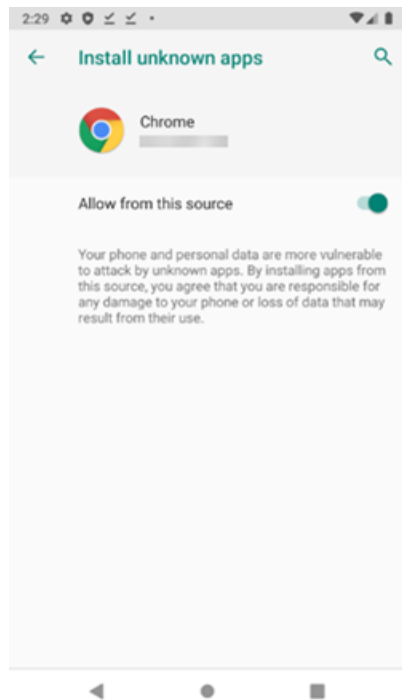 2:29
Install unknown apps
Chrome
Allow from this source
Your phone and personal data are more vulnerable
to attack by unknown apps. By installing apps from
this source, you agree that you are responsible for
any damage to your phone or loss of data that may
result from their use.